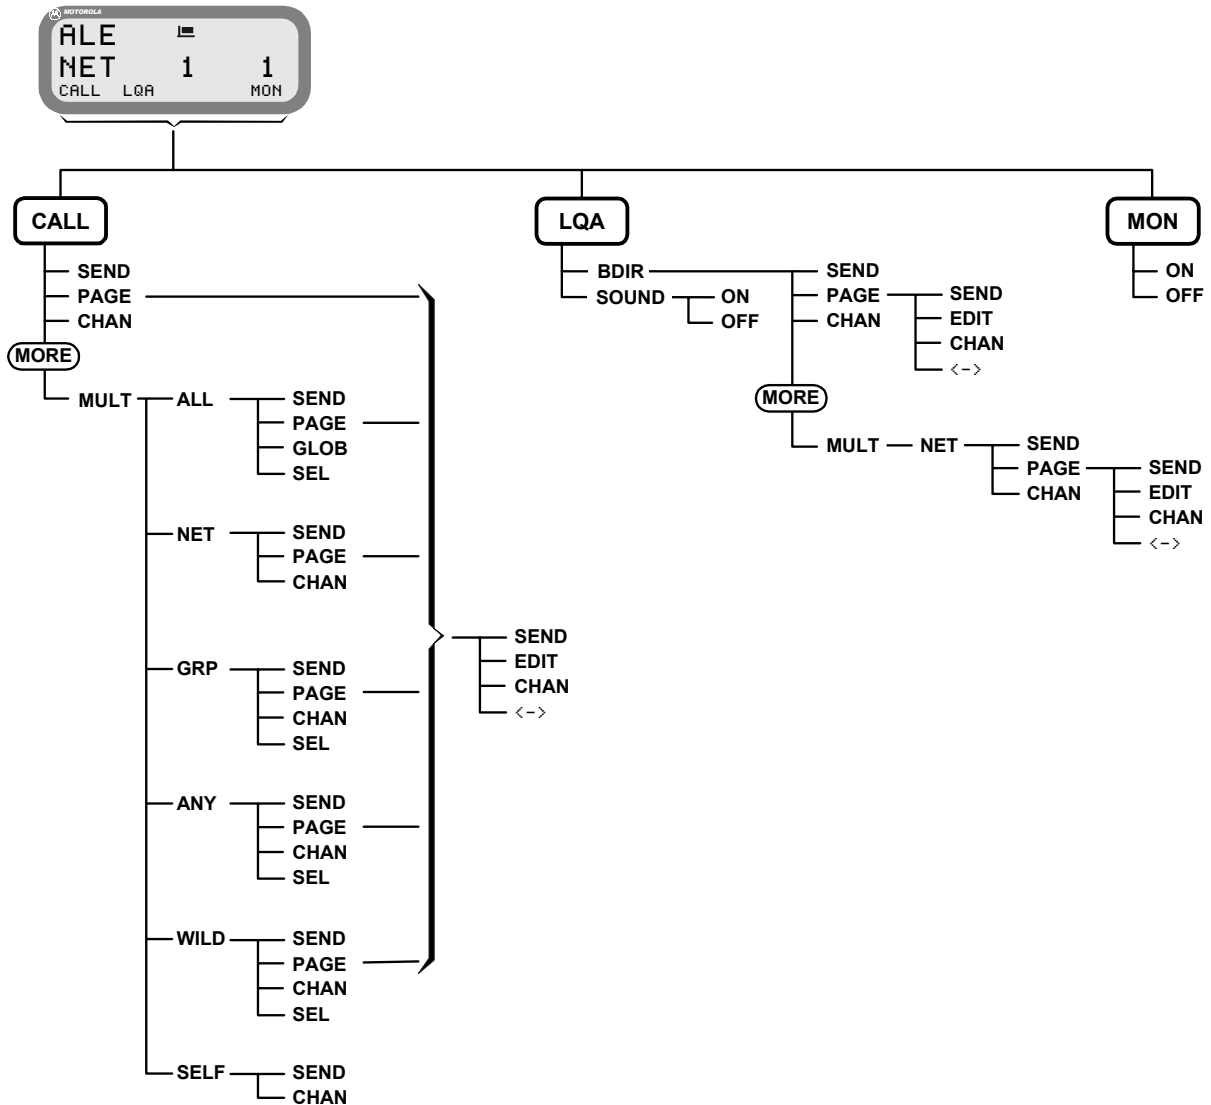 MOTOROLA
ALE
NET 1 1
CALL LQA MON
CALL
SEND
PAGE
CHAN
MORE
MULT
ALL
SEND
PAGE
GLOB
SEL
NET
SEND
PAGE
CHAN
GRP
SEND
PAGE
CHAN
SEL
ANY
SEND
PAGE
CHAN
SEL
WILD
SEND
PAGE
CHAN
SEL
SELF
SEND
CHAN
SEND
EDIT
CHAN
<->
LQA
BDIR
SOUND
ON
OFF
SEND
PAGE
CHAN
SEND
EDIT
CHAN
<->
MORE
MULT
NET
SEND
PAGE
CHAN
SEND
EDIT
CHAN
<->
MON
ON
OFF